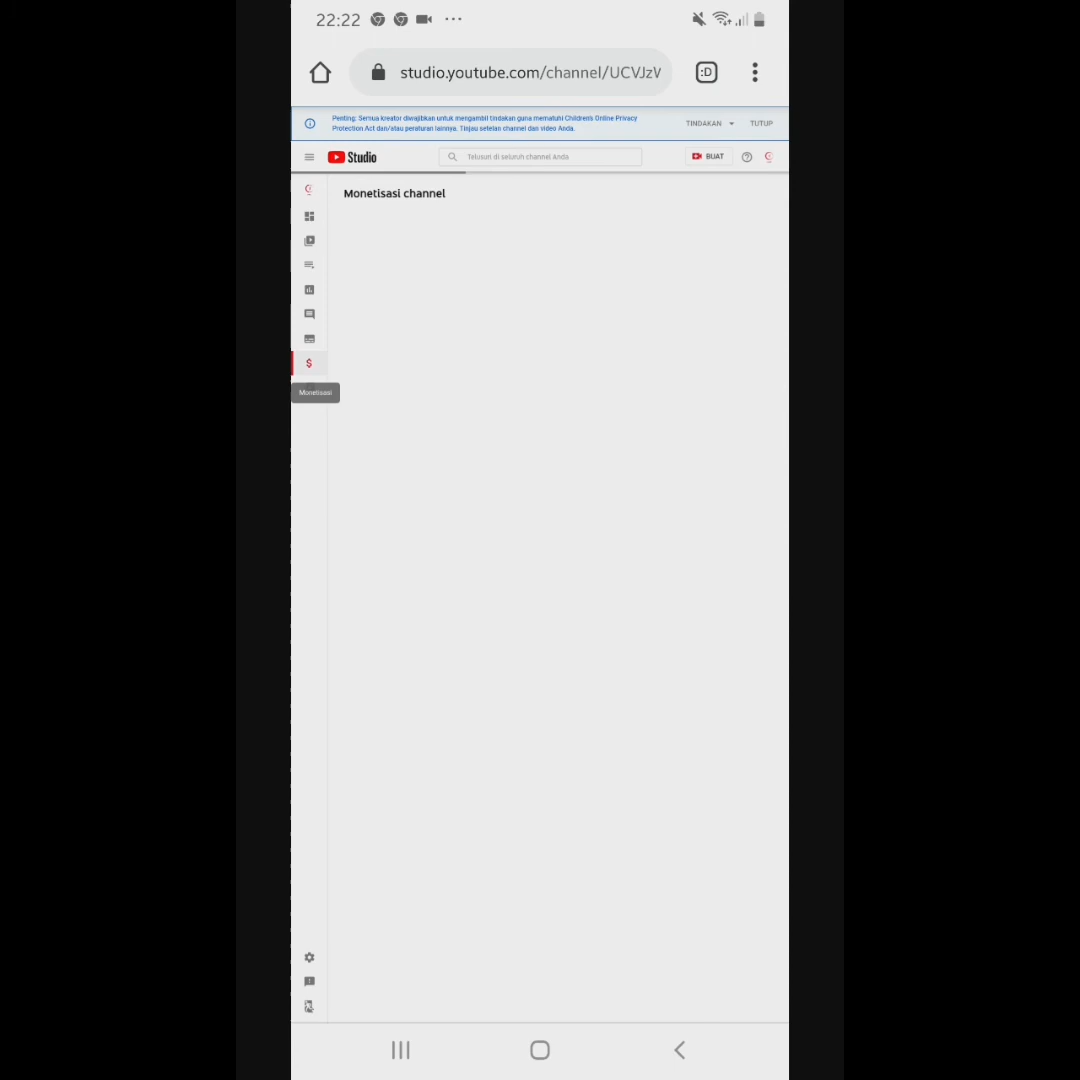 22:22
:D
studio.youtube.com/channel/UCVJzV
Penting: Semua kreator diwajibkan untuk mengambil tindakan guna mematuhi Children's Online Privacy
Protection Act dan/atau peraturan lainnya. Tinjau setelan channel dan video Anda.
TINDAKAN
TUTUP
Studio
Telusuri di seluruh channel Anda
BUAT
Monetisasi channel
Monetisasi